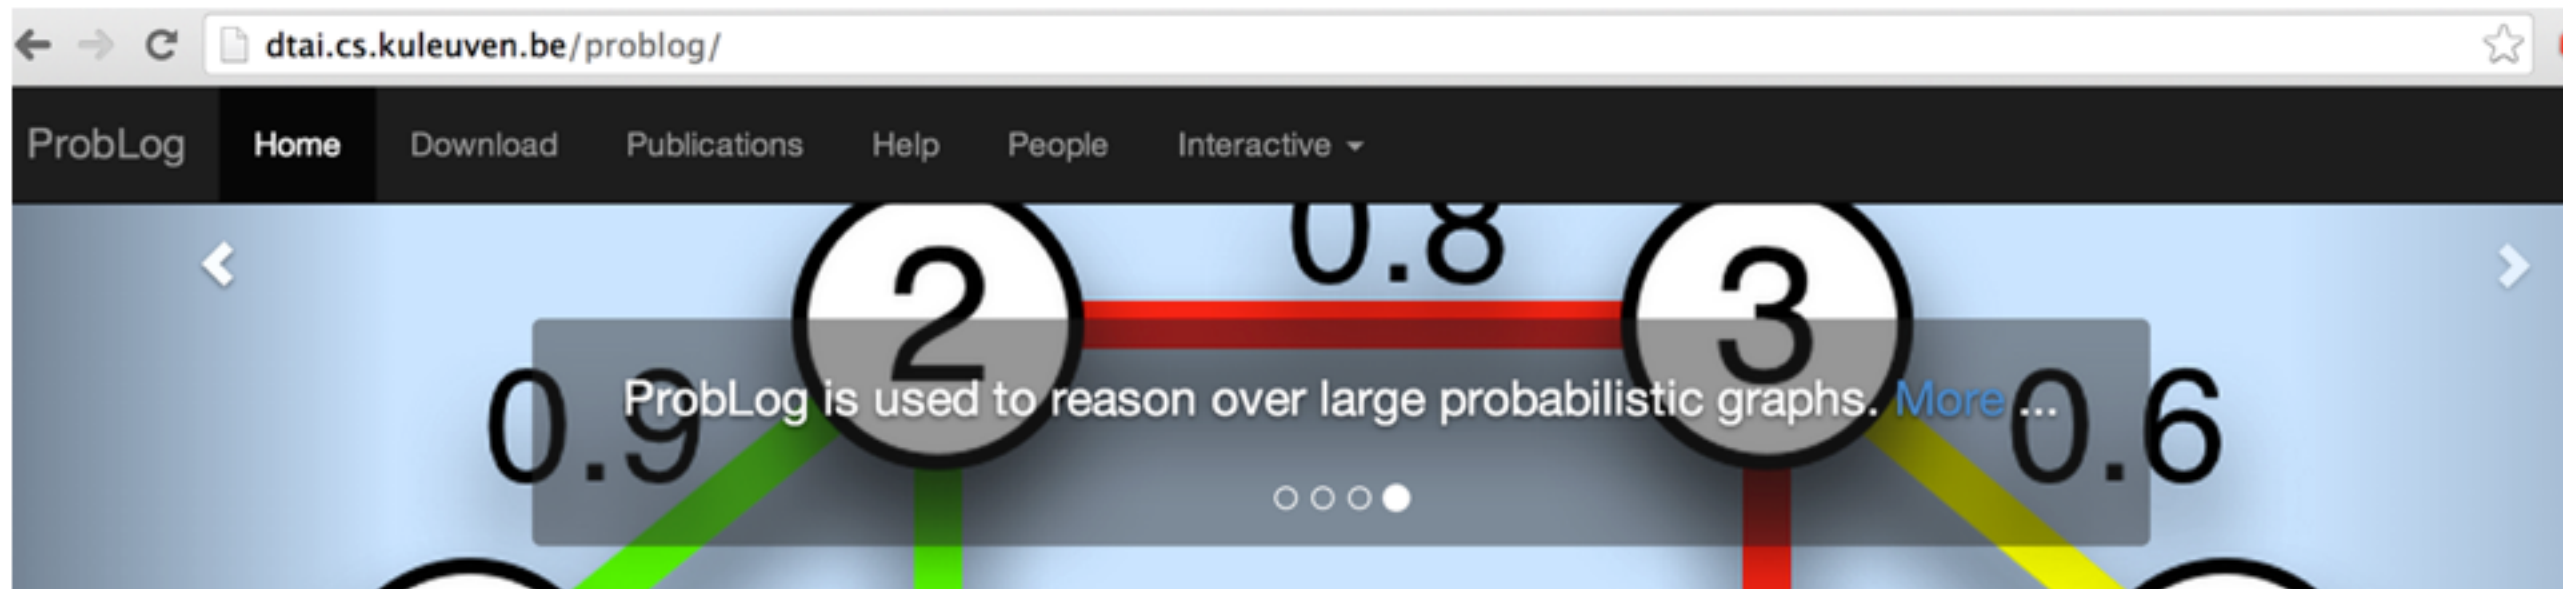 dtai.cs.kuleuven.be/problog/
ProbLog Home Download Publications Help People Interactive
0.8
2 3
0.9 0.6
ProbLog is used to reason over large probabilistic graphs. More ...